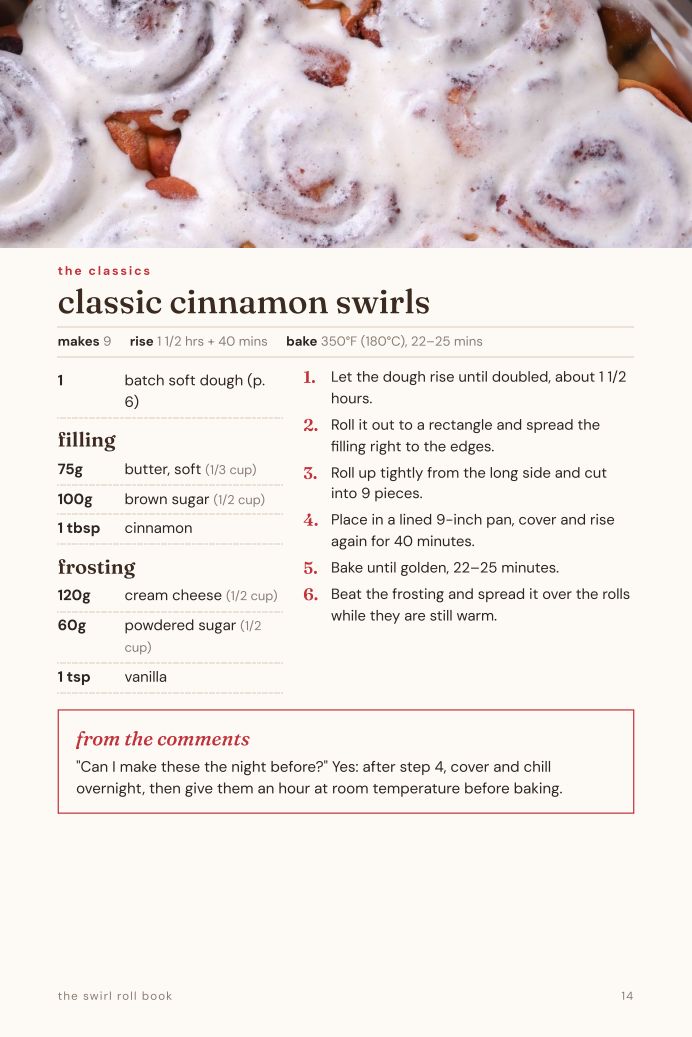 the classics
classic cinnamon swirls
makes 9 rise 1 1/2 hrs + 40 mins bake 350°F (180°C), 22–25 mins
1 batch soft dough (p.
6)
filling
75g butter, soft (1/3 cup)
100g brown sugar (1/2 cup)
1 tbsp cinnamon
frosting
120g cream cheese (1/2 cup)
60g powdered sugar (1/2
cup)
1 tsp vanilla
1. Let the dough rise until doubled, about 1 1/2
hours.
2. Roll it out to a rectangle and spread the
filling right to the edges.
3. Roll up tightly from the long side and cut
into 9 pieces.
4. Place in a lined 9-inch pan, cover and rise
again for 40 minutes.
5. Bake until golden, 22–25 minutes.
6. Beat the frosting and spread it over the rolls
while they are still warm.
from the comments
"Can I make these the night before?" Yes: after step 4, cover and chill
overnight, then give them an hour at room temperature before baking.
the swirl roll book 14